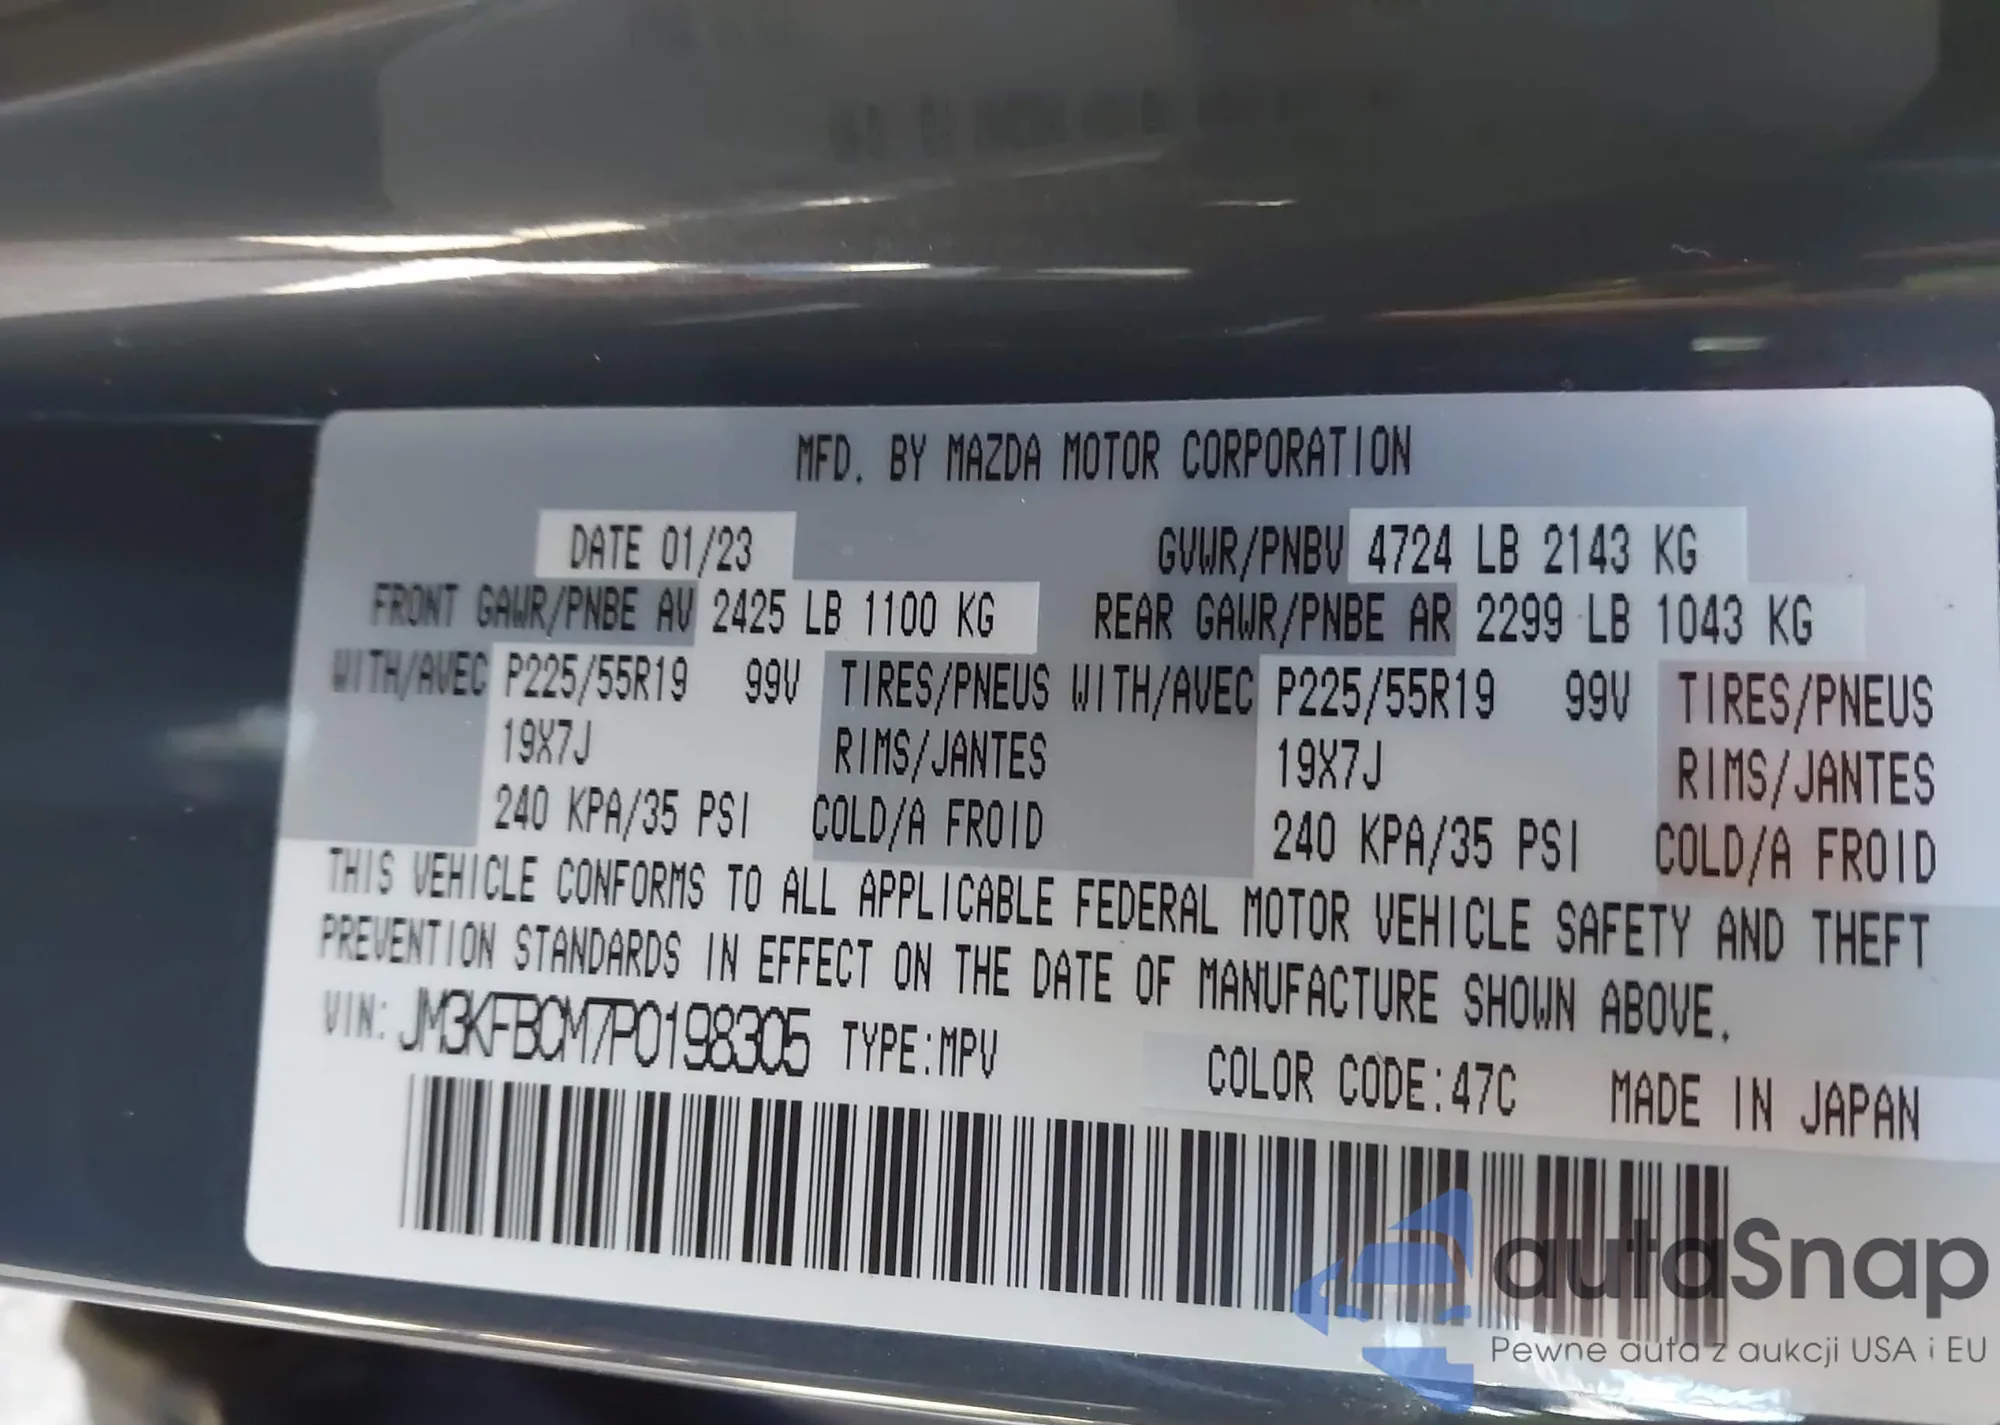 MFD. BY MAZDA MOTOR CORPORATION
DATE 01/23 GVWR/PNBV 4724 LB 2143 KG
FRONT GAWR/PNBE AV 2425 LB 1100 KG REAR GAWR/PNBE AR 2299 LB 1043 KG
WITH/AVEC P225/55R19 99V TIRES/PNEUS WITH/AVEC P225/55R19 99V TIRES/PNEUS
19X7J RIMS/JANTES 19X7J RIMS/JANTES
240 KPA/35 PSI COLD/A FROID 240 KPA/35 PSI COLD/A FROID
THIS VEHICLE CONFORMS TO ALL APPLICABLE FEDERAL MOTOR VEHICLE SAFETY AND THEFT
PREVENTION STANDARDS IN EFFECT ON THE DATE OF MANUFACTURE SHOWN ABOVE.
VIN: JM3KFBCM7P0198305 TYPE:MPV COLOR CODE:47C MADE IN JAPAN
autaSnap
Pewne auta z aukcji USA i EU